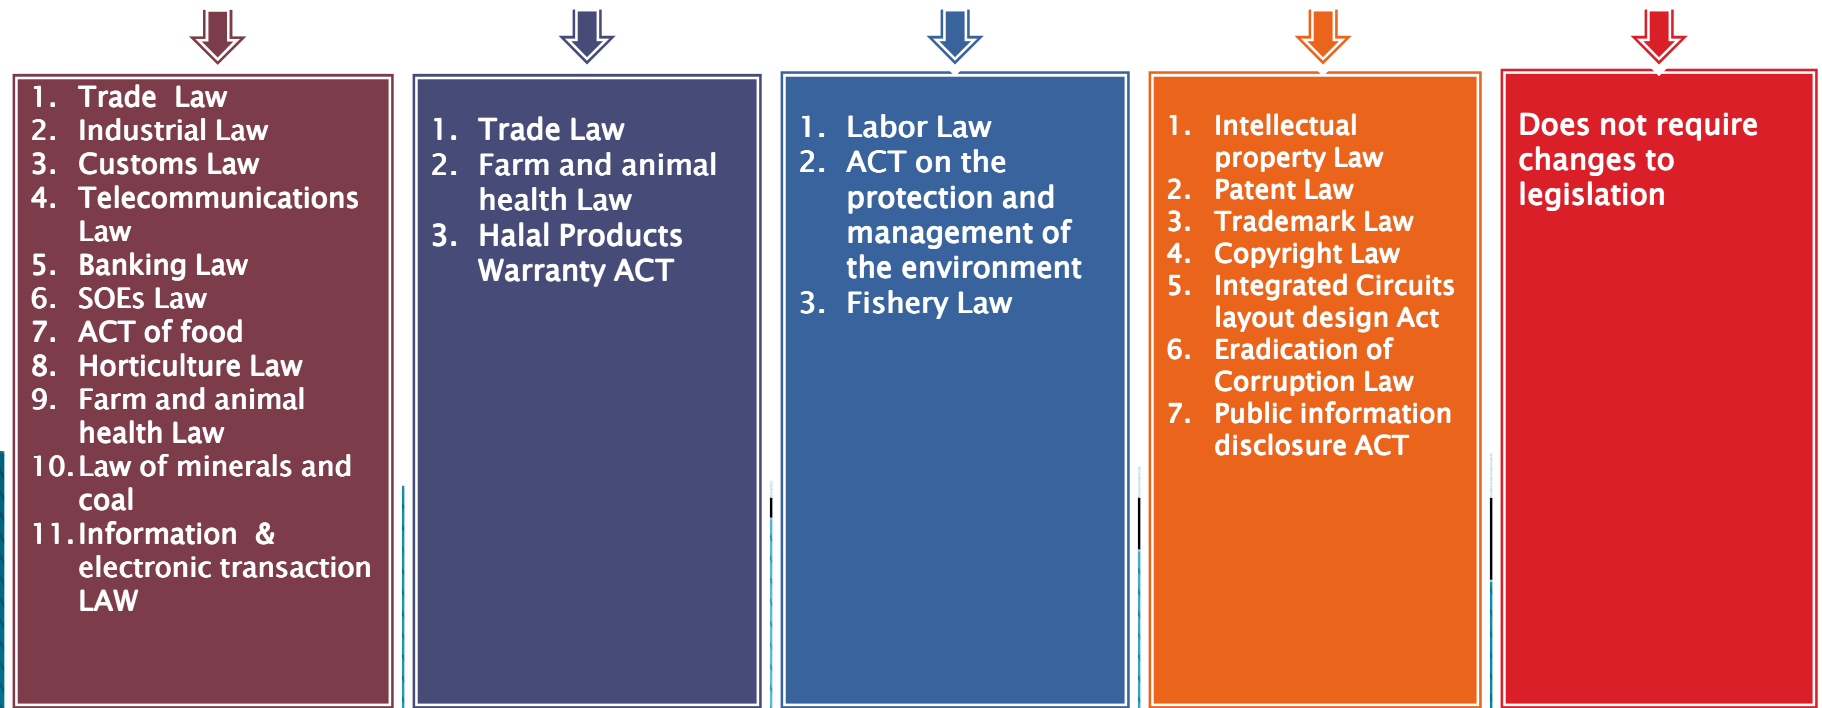 1. Trade Law
2. Industrial Law
3. Customs Law
4. Telecommunications
Law
5. Banking Law
6. SOEs Law
7. ACT of food
8. Horticulture Law
9. Farm and animal
health Law
10. Law of minerals and
coal
11. Information &
electronic transaction
LAW
1. Trade Law
2. Farm and animal
health Law
3. Halal Products
Warranty ACT
1. Labor Law
2. ACT on the
protection and
management of
the environment
3. Fishery Law
1. Intellectual
property Law
2. Patent Law
3. Trademark Law
4. Copyright Law
5. Integrated Circuits
layout design Act
6. Eradication of
Corruption Law
7. Public information
disclosure ACT
Does not require
changes to
legislation